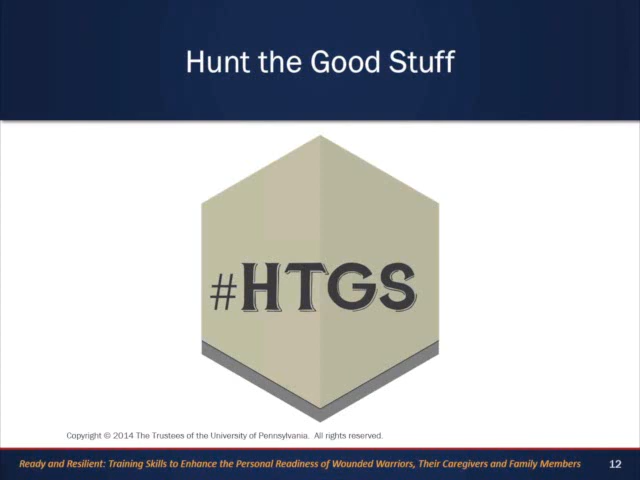 Hunt the Good Stuff
#HTGS
Copyright © 2014 The Trustees of the University of Pennsylvania. All rights reserved.
Ready and Resilient: Training Skills to Enhance the Personal Readiness of Wounded Warriors, Their Caregivers and Family Members
12